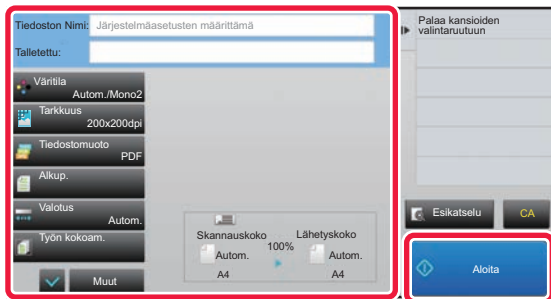 Tiedoston Nimi: Järjestelmäasetusten määrittämä
Talletettu:
Väritila
Autom./Mono2
Tarkkuus
200x200dpi
Tiedostomuoto
PDF
Alkup.
Valotus
Autom.
Työn kokoam.
Muut
Skannauskoko
Autom.
A4
100%
Lähetyskoko
Autom.
A4
Palaa kansioiden
valintaruutuun
Esikatselu
CA
Aloita